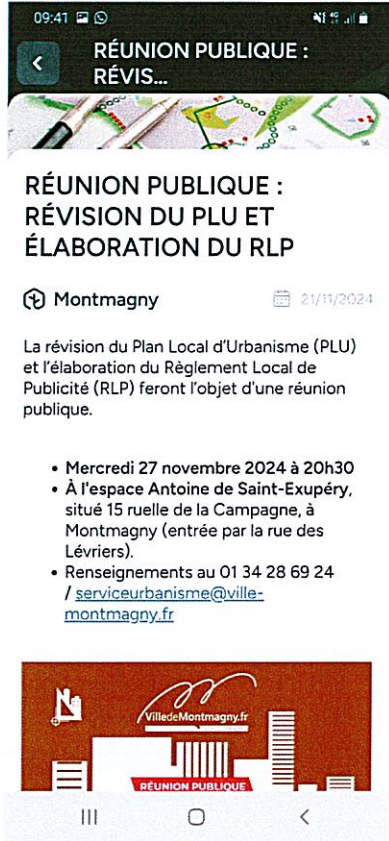 09:41
RÉUNION PUBLIQUE :
RÉVIS...
RÉUNION PUBLIQUE :
RÉVISION DU PLU ET
ÉLABORATION DU RLP
Montmagny
21/11/2024
La révision du Plan Local d'Urbanisme (PLU)
et l'élaboration du Règlement Local de
Publicité (RLP) feront l'objet d'une réunion
publique.
• Mercredi 27 novembre 2024 à 20h30
• À l'espace Antoine de Saint-Exupéry,
situé 15 ruelle de la Campagne, à
Montmagny (entrée par la rue des
Lévriers).
• Renseignements au 01 34 28 69 24
/ serviceurbanisme@ville-
montmagny.fr
VilledeMontmagny.fr
RÉUNION PUBLIQUE